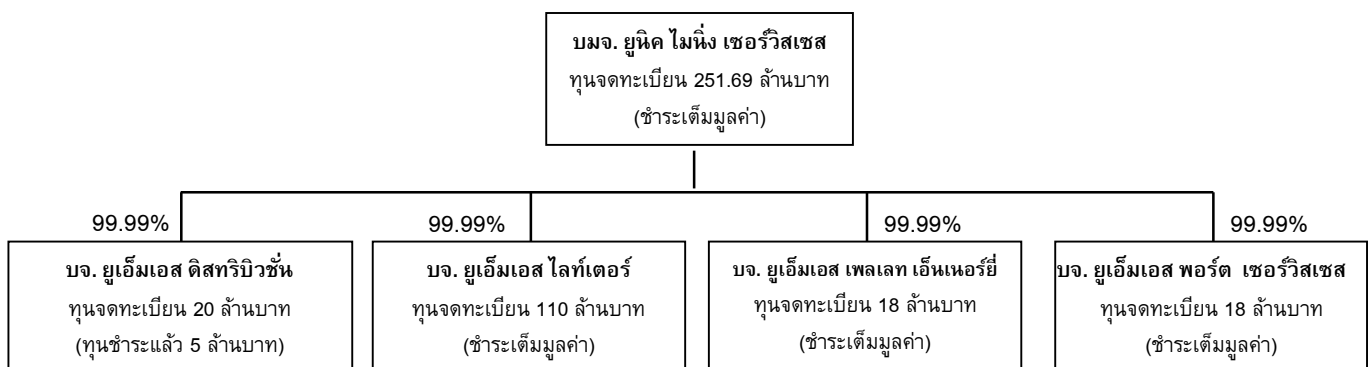 บมจ. ยูนิค ไมนิ่ง เซอร์วิสเซส
ทุนจดทะเบียน 251.69 ล้านบาท
(ชำระเต็มมูลค่า)
99.99%
99.99%
99.99%
99.99%
บจ. ยูเอ็มเอส ดิสทริบิวชั่น
ทุนจดทะเบียน 20 ล้านบาท
(ทุนชำระแล้ว 5 ล้านบาท)
บจ. ยูเอ็มเอส ไลท์เตอร์
ทุนจดทะเบียน 110 ล้านบาท
(ชำระเต็มมูลค่า)
บจ. ยูเอ็มเอส เพลเลท เอ็นเนอร์ยี่
ทุนจดทะเบียน 18 ล้านบาท
(ชำระเต็มมูลค่า)
บจ. ยูเอ็มเอส พอร์ต เซอร์วิสเซส
ทุนจดทะเบียน 18 ล้านบาท
(ชำระเต็มมูลค่า)